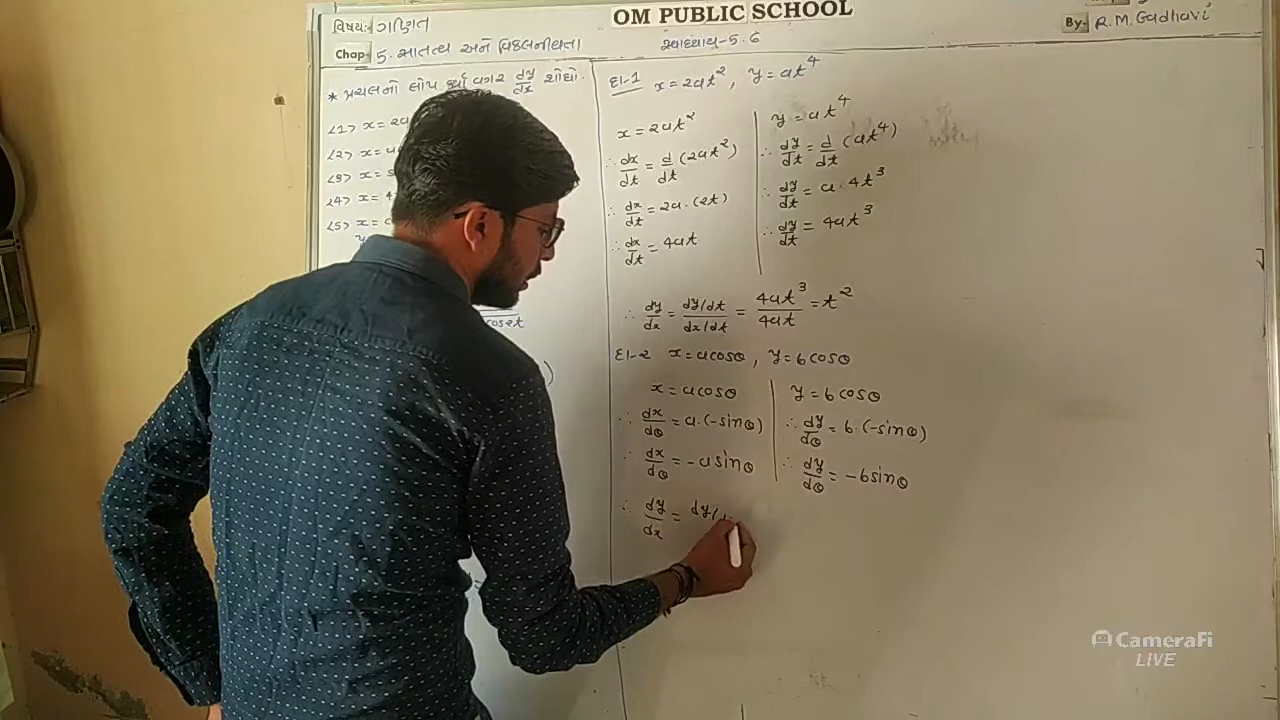 OM PUBLIC SCHOOL
વિષય: ગણિત
Chap- 5. સાતત્ય અને વિકલનીયતા
સ્વાધ્યાય-5.6
By- R.M. Gadhavi
* પ્રચલનો લોપ કર્યા વગર dy/dx શોધો.
<1> x=2a
<2> x=a
x=s
<4> x=4
<5> x=c
cos2t
દા-1 x=2at², y=at⁴
x=2at²
∴ dx/dt = d/dt (2at²)
∴ dx/dt = 2a.(2t)
∴ dx/dt = 4at
y=at⁴
∴ dy/dt = d/dt (at⁴)
∴ dy/dt = a.4t³
∴ dy/dt = 4at³
∴ dy/dx = dy/dt / dx/dt = 4at³/4at = t²
દા-2 x=acosθ, y=bcosθ
x=acosθ
∴ dx/dθ = a.(-sinθ)
∴ dx/dθ = -asinθ
y=bcosθ
∴ dy/dθ = b.(-sinθ)
∴ dy/dθ = -bsinθ
∴ dy/dx = dy/
CameraFi
LIVE